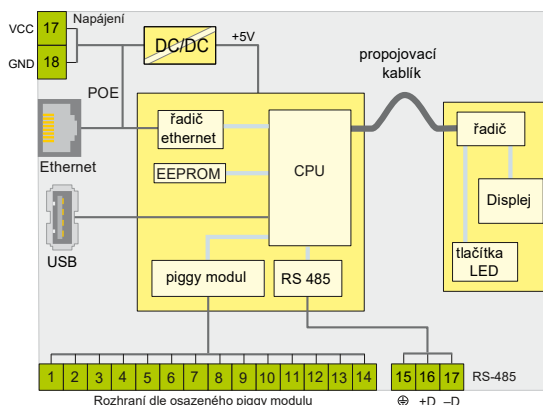 VCC 17 Napájení
GND 18
DC/DC
+5V
POE
propojovací
kablík
řadič
ethernet
Ethernet
EEPROM
CPU
řadič
Displej
USB
tlačítka
LED
piggy modul
RS 485
1 2 3 4 5 6 7 8 9 10 11 12 13 14
15 16 17 RS-485
Rozhraní dle osazeného piggy modulu
⊕ +D –D